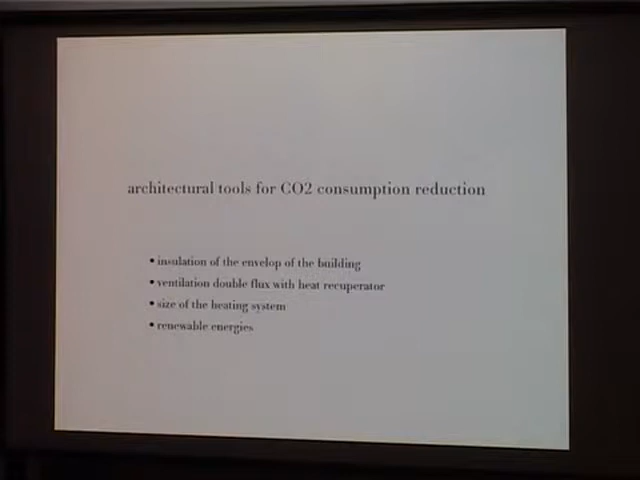 architectural tools for CO2 consumption reduction
• insulation of the envelop of the building
• ventilation double flux with heat recuperator
• size of the heating system
• renewable energies